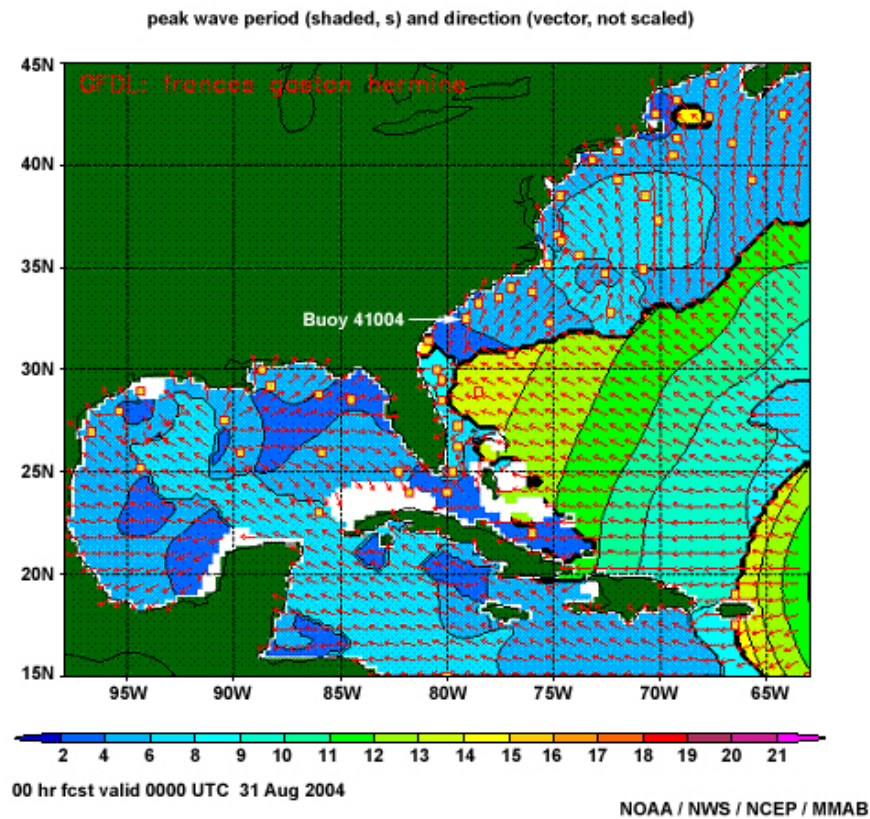 peak wave period (shaded, s) and direction (vector, not scaled)
45N
GFDL: frances gaston hermine
40N
35N
Buoy 41004
30N
25N
20N
15N
95W 90W 85W 80W 75W 70W 65W
2 4 6 8 9 10 11 12 13 14 15 16 17 18 19 20 21
00 hr fcst valid 0000 UTC 31 Aug 2004
NOAA / NWS / NCEP / MMAB